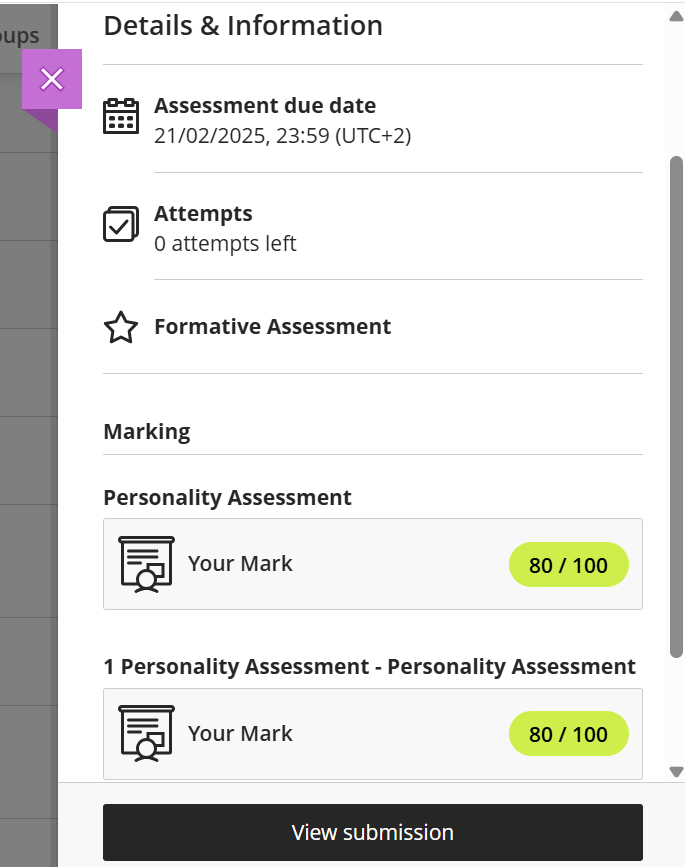 oups
Details & Information
Assessment due date
21/02/2025, 23:59 (UTC+2)
Attempts
0 attempts left
Formative Assessment
Marking
Personality Assessment
Your Mark
80 / 100
1 Personality Assessment - Personality Assessment
Your Mark
80 / 100
View submission